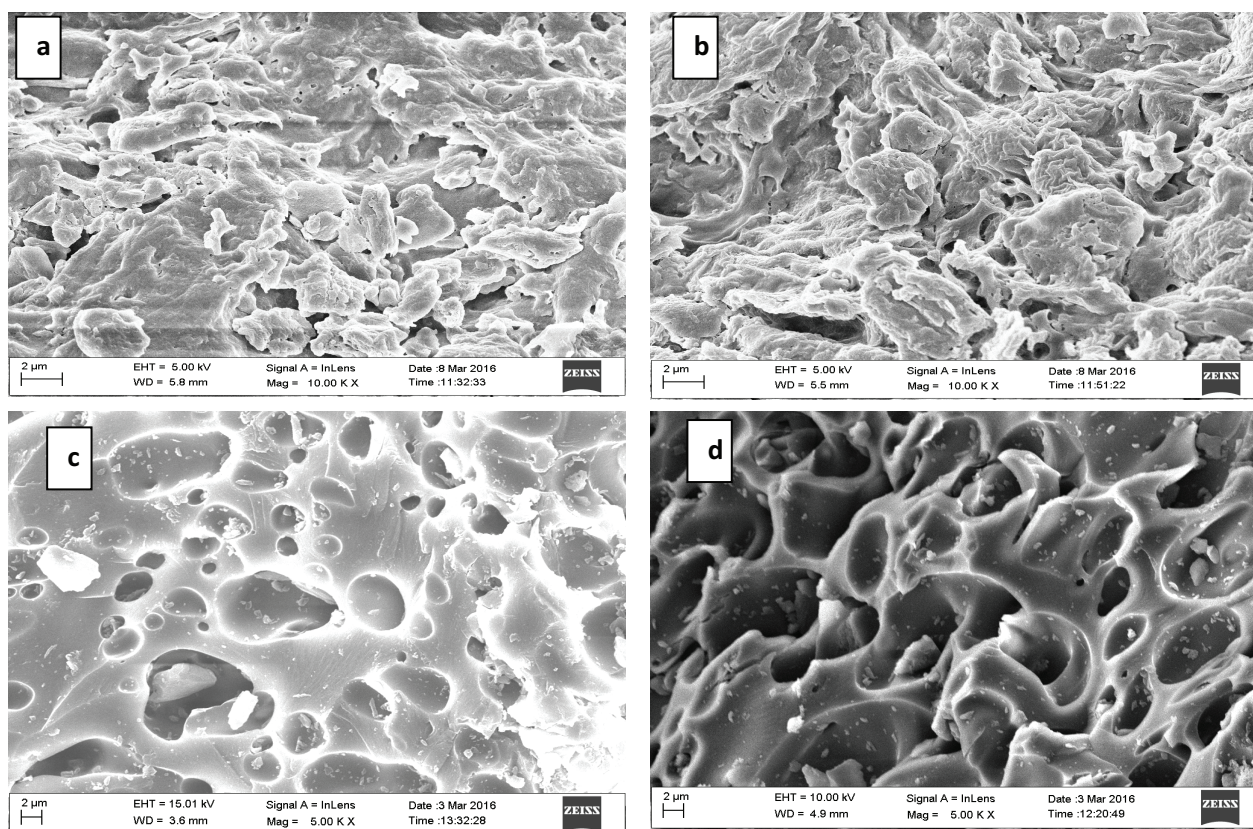 a
b
2 µm
EHT = 5.00 kV
WD = 5.8 mm
Signal A = InLens
Mag = 10.00 K X
Date :8 Mar 2016
Time :11:32:33
ZEISS
2 µm
EHT = 5.00 kV
WD = 5.5 mm
Signal A = InLens
Mag = 10.00 K X
Date :8 Mar 2016
Time :11:51:22
ZEISS
c
d
2 µm
EHT = 15.01 kV
WD = 3.6 mm
Signal A = InLens
Mag = 5.00 K X
Date :3 Mar 2016
Time :13:32:28
ZEISS
2 µm
EHT = 10.00 kV
WD = 4.9 mm
Signal A = InLens
Mag = 5.00 K X
Date :3 Mar 2016
Time :12:20:49
ZEISS